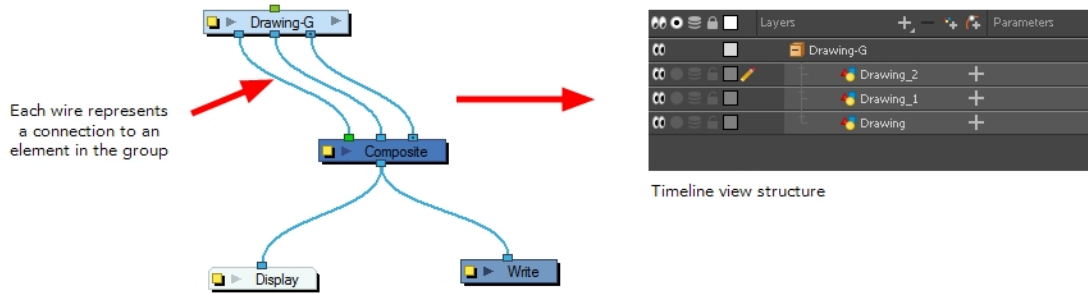 Drawing-G
Each wire represents
a connection to an
element in the group
Composite
Display
Write
Layers
Parameters
Drawing-G
Drawing_2
Drawing_1
Drawing
Timeline view structure